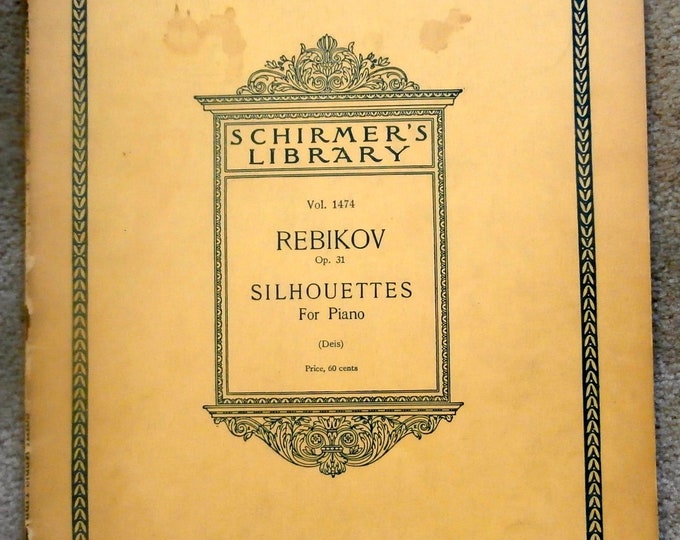 SCHIRMER'S
LIBRARY
Vol. 1474
REBIKOV
Op. 31
SILHOUETTES
For Piano
(Deis)
Price, 60 cents